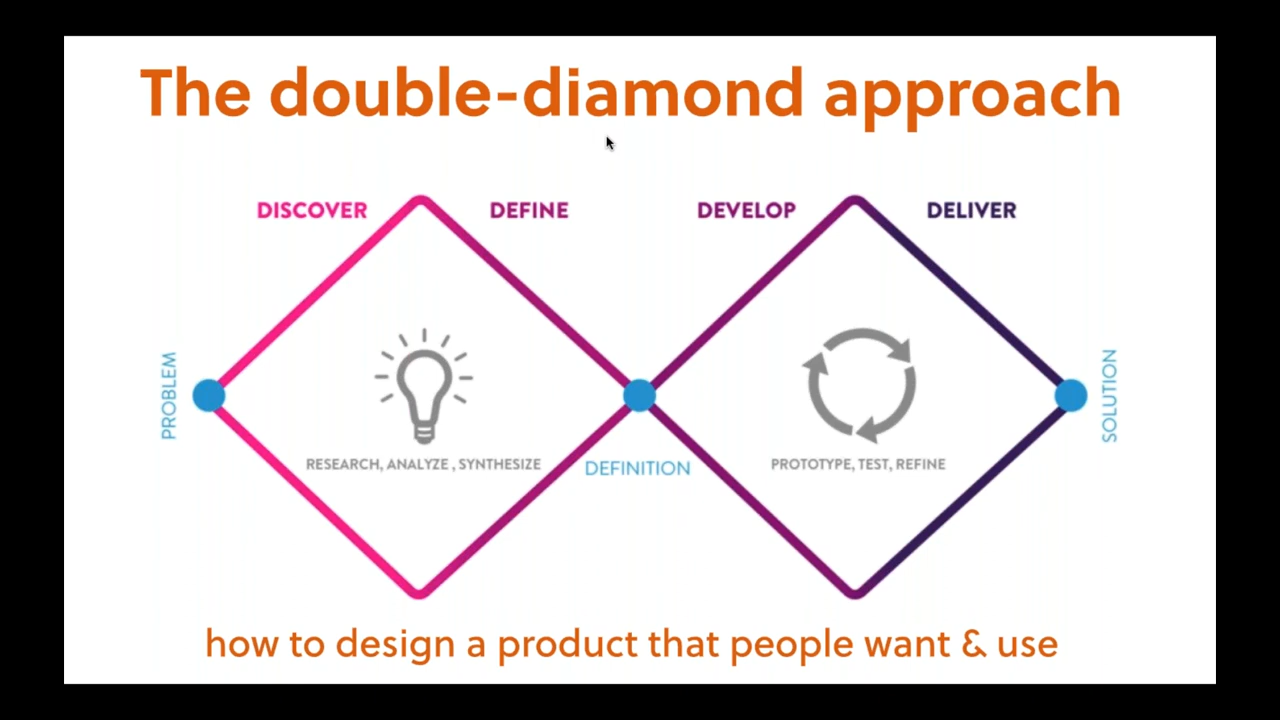 The double-diamond approach
DISCOVER
DEFINE
DEVELOP
DELIVER
PROBLEM
SOLUTION
RESEARCH, ANALYZE , SYNTHESIZE
DEFINITION
PROTOTYPE, TEST, REFINE
how to design a product that people want & use